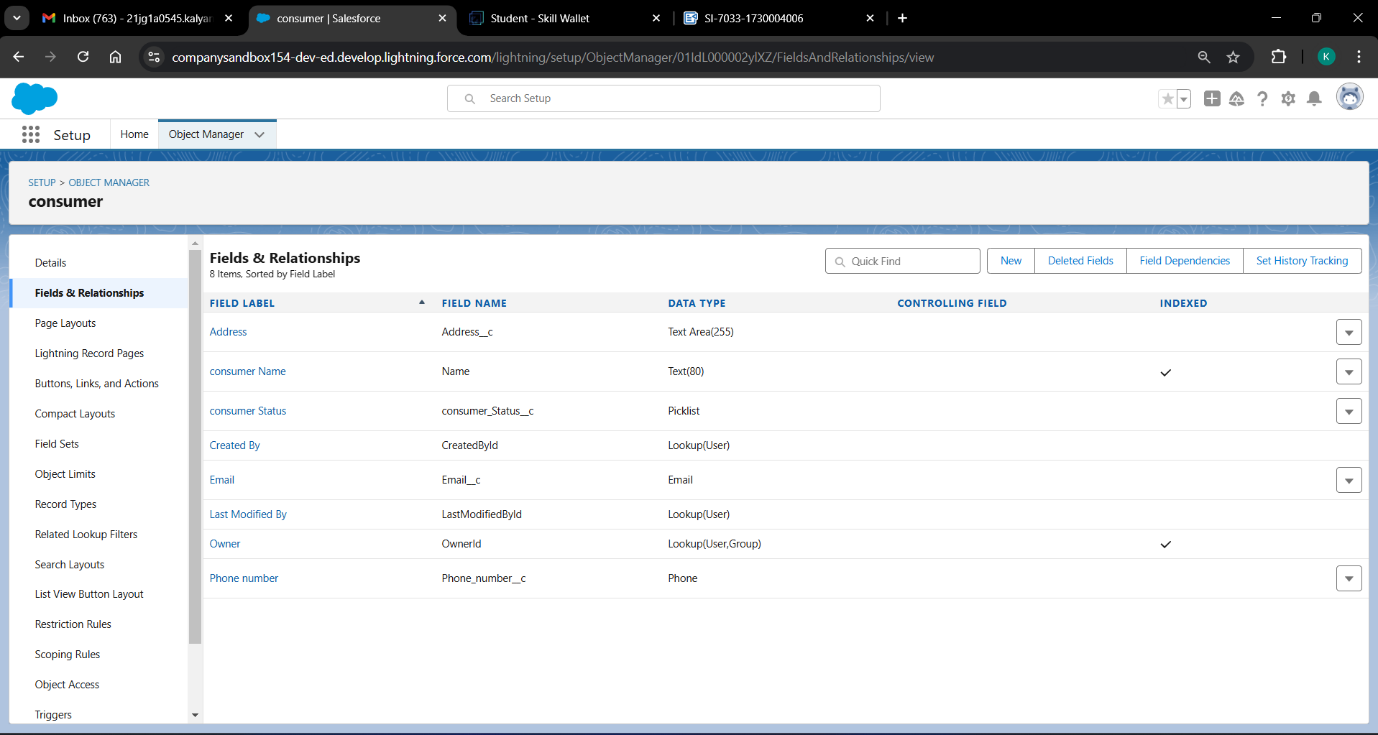 Inbox (763) - 21jg1a0545.kalyan
consumer | Salesforce
Student - Skill Wallet
SI-7033-1730004006
companysandbox154-dev-ed.develop.lightning.force.com/lightning/setup/ObjectManager/01IdL000002ylXZ/FieldsAndRelationships/view
K
Search Setup
Setup
Home
Object Manager
SETUP > OBJECT MANAGER
consumer
Details
Fields & Relationships
Page Layouts
Lightning Record Pages
Buttons, Links, and Actions
Compact Layouts
Field Sets
Object Limits
Record Types
Related Lookup Filters
Search Layouts
List View Button Layout
Restriction Rules
Scoping Rules
Object Access
Triggers
Fields & Relationships
8 Items, Sorted by Field Label
Quick Find
New
Deleted Fields
Field Dependencies
Set History Tracking
FIELD LABEL FIELD NAME DATA TYPE CONTROLLING FIELD INDEXED
Address Address__c Text Area(255)
consumer Name Name Text(80)
consumer Status consumer_Status__c Picklist
Created By CreatedById Lookup(User)
Email Email__c Email
Last Modified By LastModifiedById Lookup(User)
Owner OwnerId Lookup(User,Group)
Phone number Phone_number__c Phone